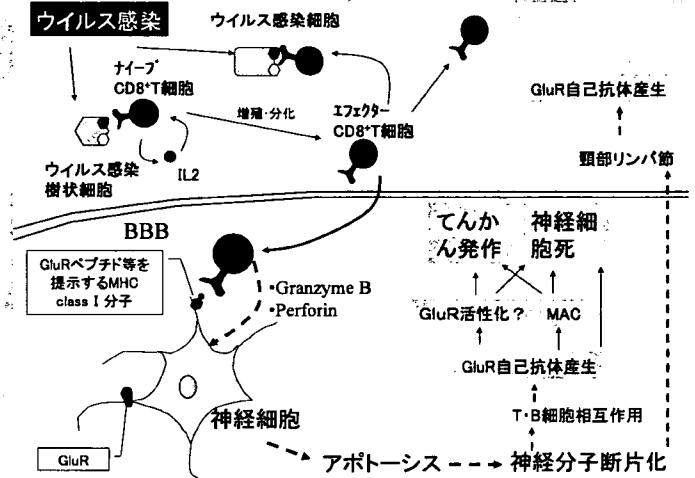 ウイルス感染
ウイルス感染細胞
ナイーブ
CD8+T細胞
増殖・分化
エフェクター
CD8+T細胞
IL2
ウイルス感染
樹状細胞
GluR自己抗体産生
頸部リンパ節
BBB
GluRペプチド等を
提示するMHC
class I 分子
・Granzyme B
・Perforin
てんか
ん発作
神経細
胞死
GluR活性化？
MAC
GluR自己抗体産生
T・B細胞相互作用
神経細胞
GluR
アポトーシス
神経分子断片化